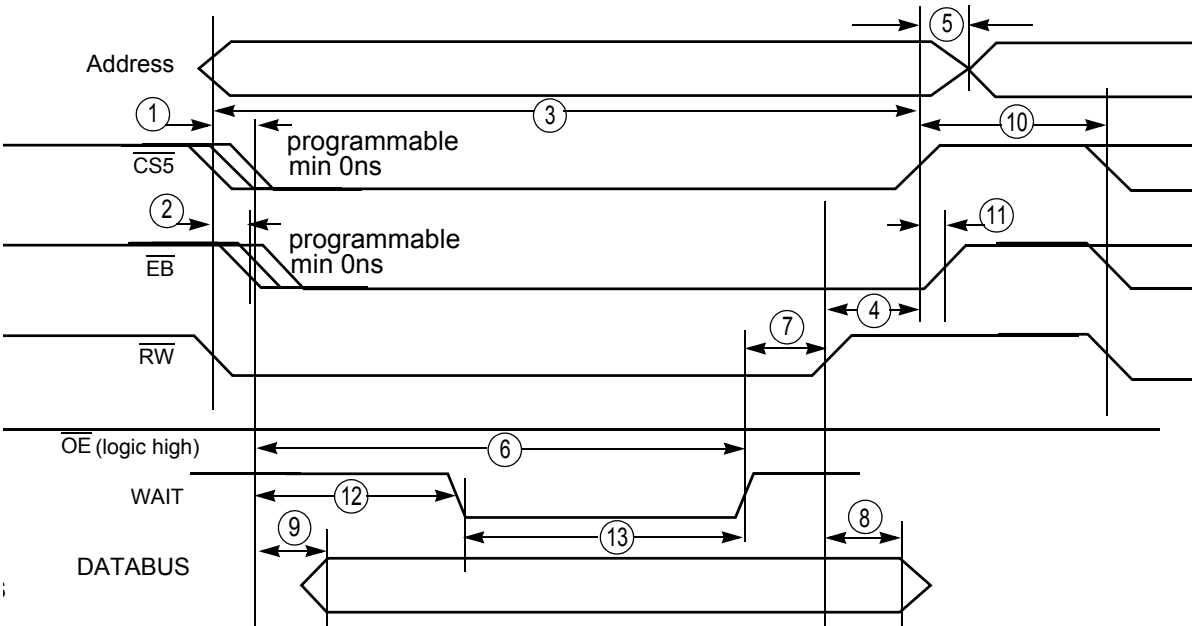 5
Address
1
3
10
programmable
min 0ns
CS5
2
11
programmable
min 0ns
EB
4
7
RW
OE (logic high)
6
WAIT
12
9
13
8
DATABUS